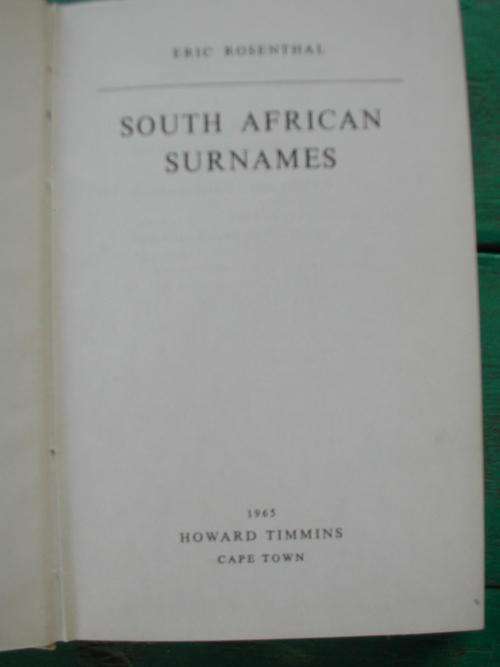 ERIC ROSENTHAL
SOUTH AFRICAN
SURNAMES
1965
HOWARD TIMMINS
CAPE TOWN